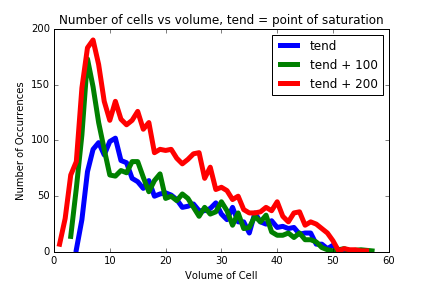 Number of cells vs volume, tend = point of saturation
tend
tend + 100
tend + 200
Number of Occurrences
200
150
100
50
0
0 10 20 30 40 50 60
Volume of Cell